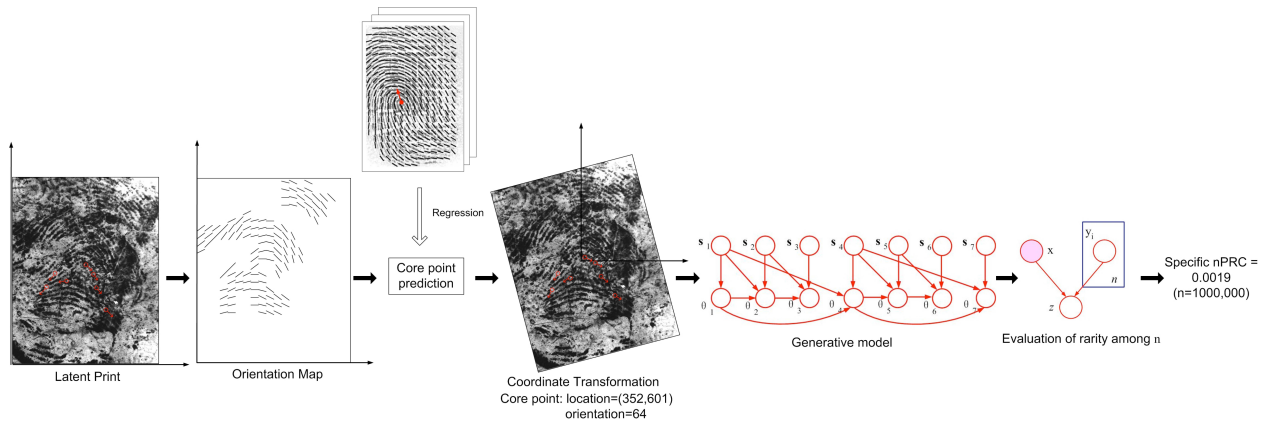 Latent Print
Orientation Map
Regression
Core point
prediction
Coordinate Transformation
Core point: location=(352,601)
orientation=64
s 1 s 2 s 3 s 4 s 5 s 6 s 7
θ 1 θ 2 θ 3 θ 4 θ 5 θ 6 θ 7
Generative model
x
y i
n
z
Evaluation of rarity among n
Specific nPRC =
0.0019
(n=1000,000)